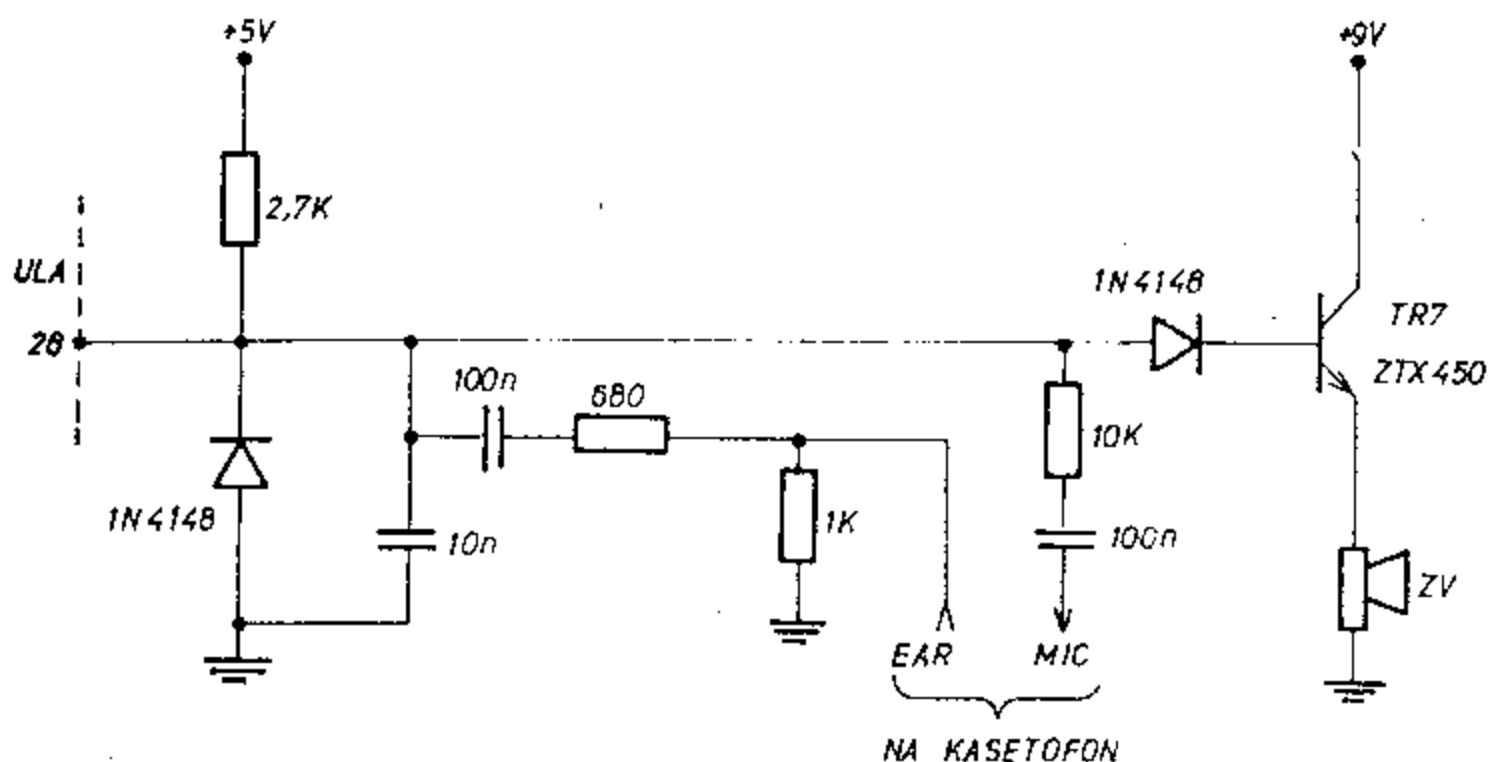 +5V
+9V
2,7K
ULA
28
1N4148
TR7
ZTX450
100n
680
10K
1N4148
10n
1K
100n
ZV
EAR
MIC
NA KASETOFON